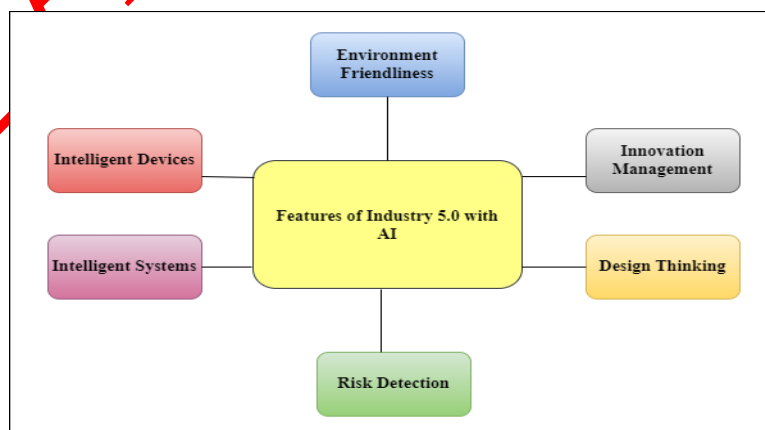 Environment
Friendliness
Intelligent Devices
Innovation
Management
Features of Industry 5.0 with
AI
Intelligent Systems
Design Thinking
Risk Detection